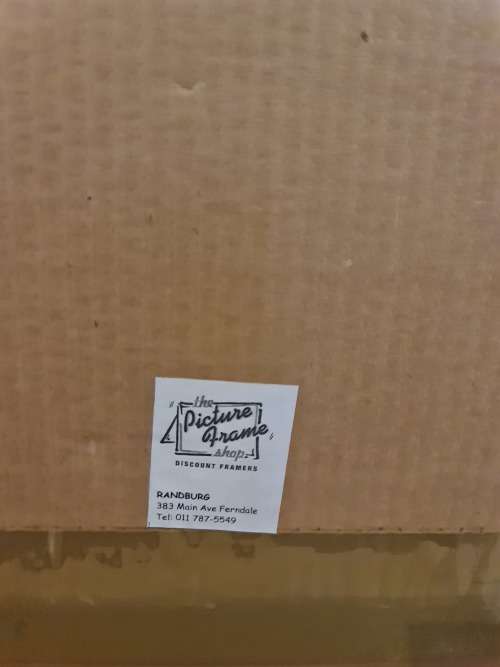 the
Picture
Frame
shop
DISCOUNT FRAMERS
RANDBURG
383 Main Ave Ferndale
Tel: 011 787-5549